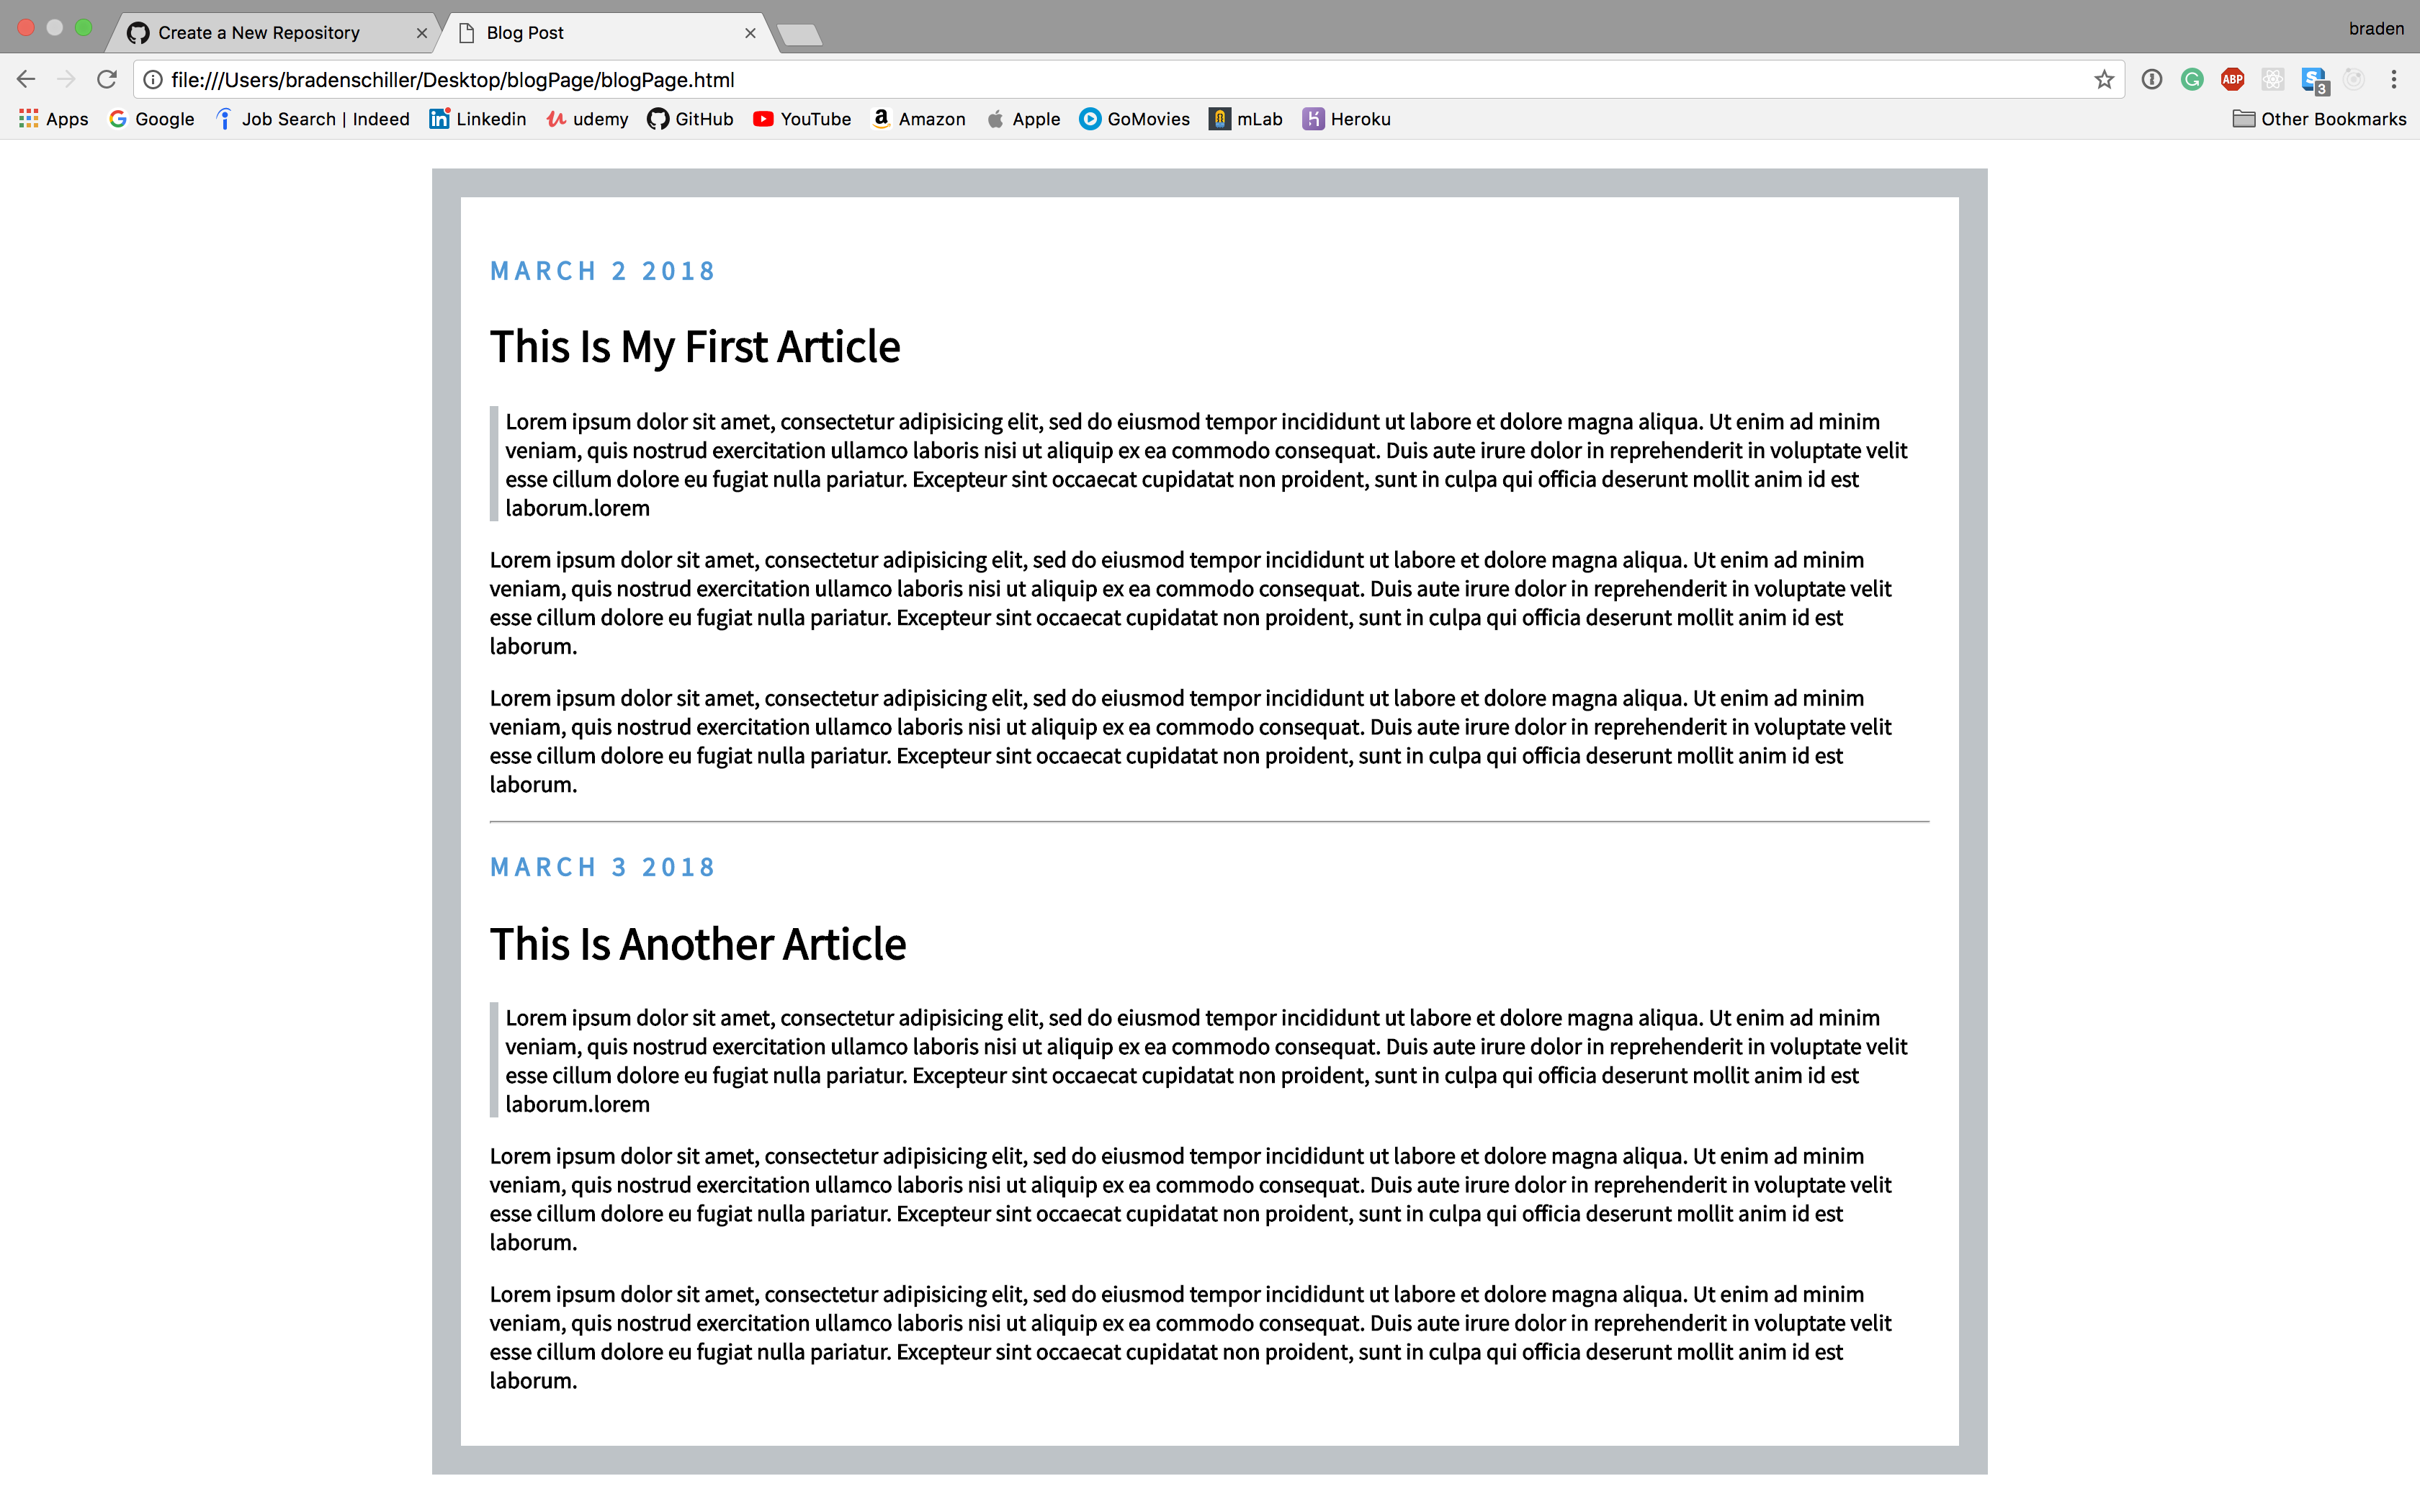 Create a New Repository
Blog Post
braden
file:///Users/bradenschiller/Desktop/blogPage/blogPage.html
ABP
S
3
Apps
Google
Job Search | Indeed
Linkedin
udemy
GitHub
YouTube
Amazon
Apple
GoMovies
mLab
Heroku
Other Bookmarks
MARCH 2 2018
This Is My First Article
Lorem ipsum dolor sit amet, consectetur adipisicing elit, sed do eiusmod tempor incididunt ut labore et dolore magna aliqua. Ut enim ad minim
veniam, quis nostrud exercitation ullamco laboris nisi ut aliquip ex ea commodo consequat. Duis aute irure dolor in reprehenderit in voluptate velit
esse cillum dolore eu fugiat nulla pariatur. Excepteur sint occaecat cupidatat non proident, sunt in culpa qui officia deserunt mollit anim id est
laborum.lorem
Lorem ipsum dolor sit amet, consectetur adipisicing elit, sed do eiusmod tempor incididunt ut labore et dolore magna aliqua. Ut enim ad minim
veniam, quis nostrud exercitation ullamco laboris nisi ut aliquip ex ea commodo consequat. Duis aute irure dolor in reprehenderit in voluptate velit
esse cillum dolore eu fugiat nulla pariatur. Excepteur sint occaecat cupidatat non proident, sunt in culpa qui officia deserunt mollit anim id est
laborum.
Lorem ipsum dolor sit amet, consectetur adipisicing elit, sed do eiusmod tempor incididunt ut labore et dolore magna aliqua. Ut enim ad minim
veniam, quis nostrud exercitation ullamco laboris nisi ut aliquip ex ea commodo consequat. Duis aute irure dolor in reprehenderit in voluptate velit
esse cillum dolore eu fugiat nulla pariatur. Excepteur sint occaecat cupidatat non proident, sunt in culpa qui officia deserunt mollit anim id est
laborum.
MARCH 3 2018
This Is Another Article
Lorem ipsum dolor sit amet, consectetur adipisicing elit, sed do eiusmod tempor incididunt ut labore et dolore magna aliqua. Ut enim ad minim
veniam, quis nostrud exercitation ullamco laboris nisi ut aliquip ex ea commodo consequat. Duis aute irure dolor in reprehenderit in voluptate velit
esse cillum dolore eu fugiat nulla pariatur. Excepteur sint occaecat cupidatat non proident, sunt in culpa qui officia deserunt mollit anim id est
laborum.lorem
Lorem ipsum dolor sit amet, consectetur adipisicing elit, sed do eiusmod tempor incididunt ut labore et dolore magna aliqua. Ut enim ad minim
veniam, quis nostrud exercitation ullamco laboris nisi ut aliquip ex ea commodo consequat. Duis aute irure dolor in reprehenderit in voluptate velit
esse cillum dolore eu fugiat nulla pariatur. Excepteur sint occaecat cupidatat non proident, sunt in culpa qui officia deserunt mollit anim id est
laborum.
Lorem ipsum dolor sit amet, consectetur adipisicing elit, sed do eiusmod tempor incididunt ut labore et dolore magna aliqua. Ut enim ad minim
veniam, quis nostrud exercitation ullamco laboris nisi ut aliquip ex ea commodo consequat. Duis aute irure dolor in reprehenderit in voluptate velit
esse cillum dolore eu fugiat nulla pariatur. Excepteur sint occaecat cupidatat non proident, sunt in culpa qui officia deserunt mollit anim id est
laborum.